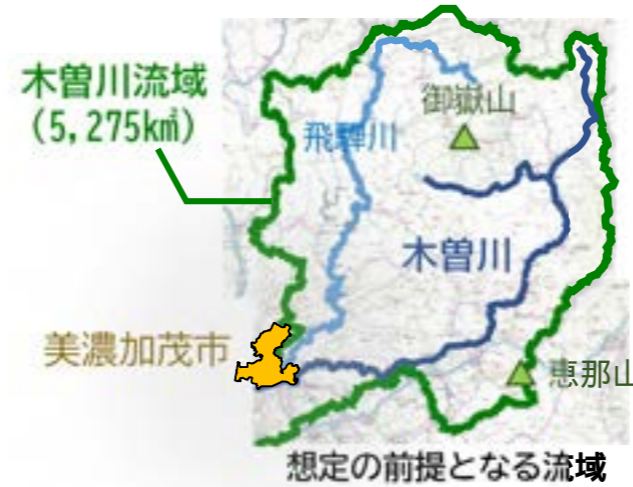 木曽川流域
(5,275㎢)
御嶽山
飛騨川
木曽川
美濃加茂市
恵那山
想定の前提となる流域